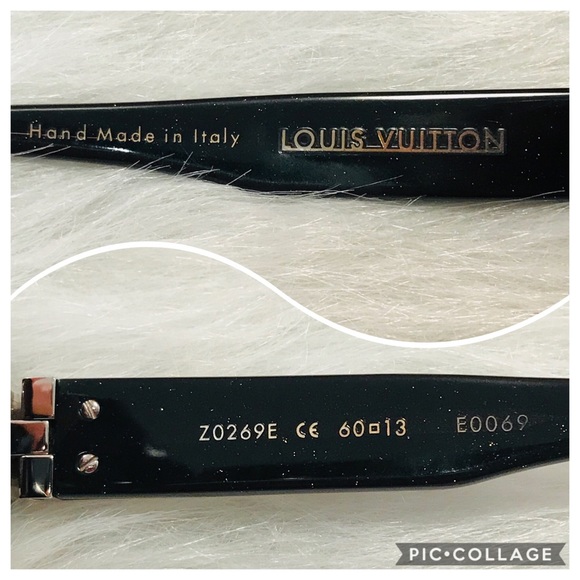 Hand Made in Italy LOUIS VUITTON
Z0269E CE 60□13 E0069
PIC•COLLAGE